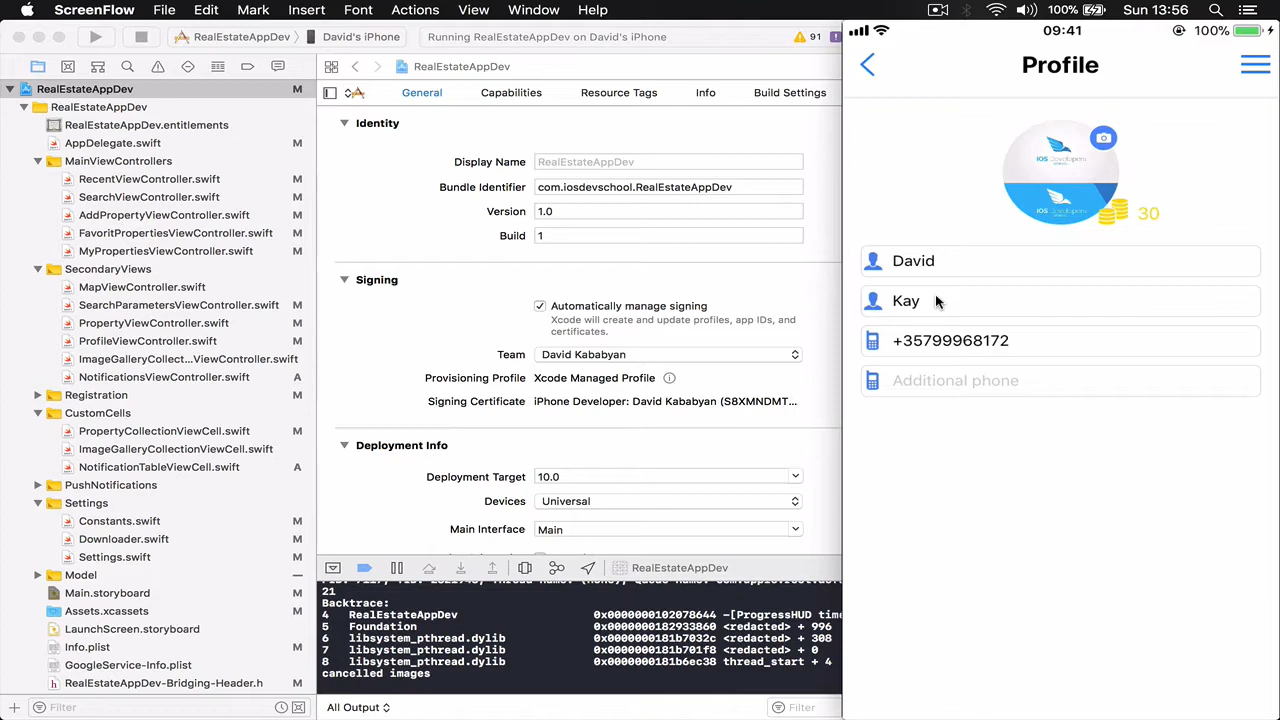 ScreenFlow File Edit Mark Insert Font Actions View Window Help 100% Sun 13:56
RealEstateAppDev David's iPhone Running RealEstateAppDev on David's iPhone 91
RealEstateAppDev
General Capabilities Resource Tags Info Build Settings
RealEstateAppDev M
RealEstateAppDev
RealEstateAppDev.entitlements
AppDelegate.swift M
MainViewControllers
RecentViewController.swift M
SearchViewController.swift M
AddPropertyViewController.swift M
FavoritPropertiesViewController.swift M
MyPropertiesViewController.swift M
SecondaryViews
MapViewController.swift M
SearchParametersViewController.swift M
PropertyViewController.swift M
ProfileViewController.swift M
ImageGalleryCollect...ViewController.swift M
NotificationsViewController.swift A
Registration
CustomCells
PropertyCollectionViewCell.swift M
ImageGalleryCollectionViewCell.swift M
NotificationTableViewCell.swift A
PushNotifications
Settings
Constants.swift M
Downloader.swift M
Settings.swift M
Model
Main.storyboard M
Assets.xcassets M
LaunchScreen.storyboard
Info.plist M
GoogleService-Info.plist
RealEstateAppDev-Bridging-Header.h M
Filter
Identity
Display Name RealEstateAppDev
Bundle Identifier com.iosdevschool.RealEstateAppDev
Version 1.0
Build 1
Signing
Automatically manage signing
Xcode will create and update profiles, app IDs, and
certificates.
Team David Kababyan
Provisioning Profile Xcode Managed Profile
Signing Certificate iPhone Developer: David Kababyan (S8XMNDMT...
Deployment Info
Deployment Target 10.0
Devices Universal
Main Interface Main
RealEstateAppDev
21
Backtrace:
4 RealEstateAppDev 0x0000000102078644 -[ProgressHUD time
5 Foundation 0x0000000182933860 <redacted> + 996
6 libsystem_pthread.dylib 0x0000000181b7032c <redacted> + 308
7 libsystem_pthread.dylib 0x0000000181b701f8 <redacted> + 0
8 libsystem_pthread.dylib 0x0000000181b6ec38 thread_start + 4
cancelled images
All Output Filter
09:41 100%
Profile
iOS Developers
iOS Developers
30
David
Kay
+35799968172
Additional phone